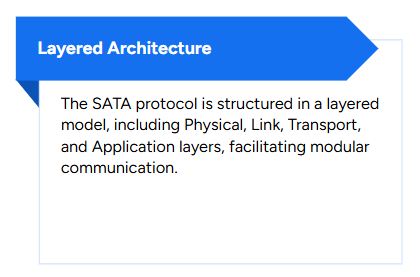 Layered Architecture
The SATA protocol is structured in a layered
model, including Physical, Link, Transport,
and Application layers, facilitating modular
communication.